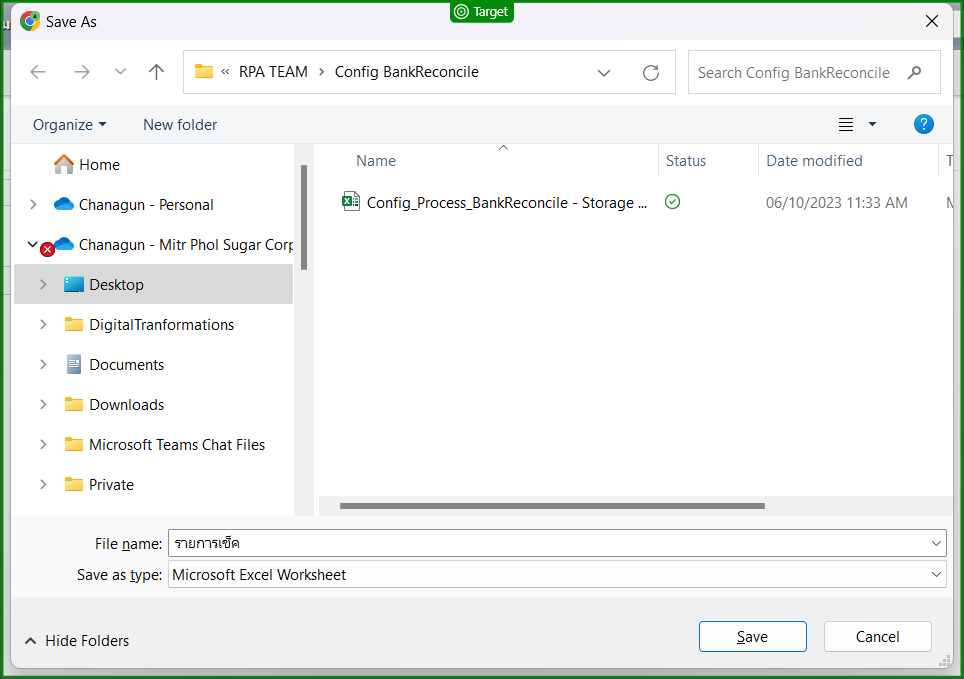 Target
Save As
« RPA TEAM > Config BankReconcile
Search Config BankReconcile
Organize
New folder
?
Home
Chanagun - Personal
Chanagun - Mitr Phol Sugar Corp
Desktop
DigitalTranformations
Documents
Downloads
Microsoft Teams Chat Files
Private
Name Status Date modified T
Config_Process_BankReconcile - Storage ... 06/10/2023 11:33 AM M
File name: รายการเช็ค
Save as type: Microsoft Excel Worksheet
Hide Folders
Save
Cancel